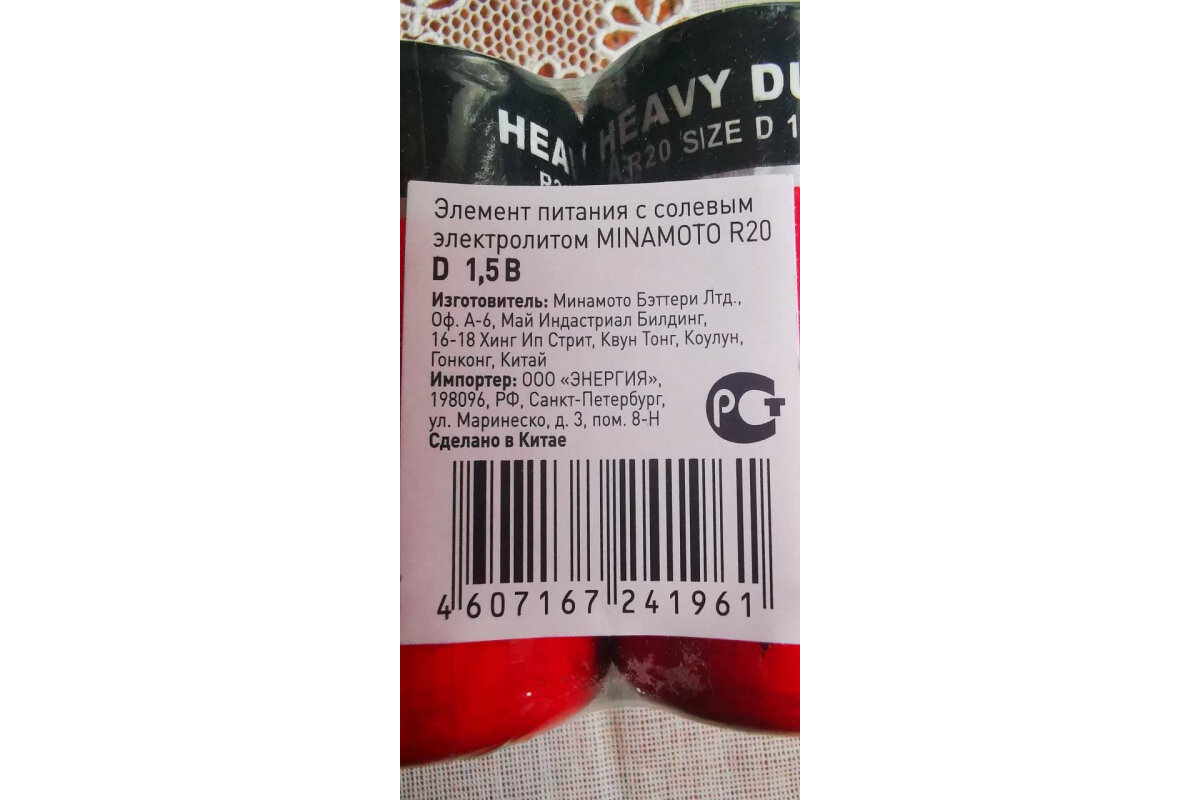 HEAVY
HEAVY DU
R20 SIZE D 1
Элемент питания с солевым
электролитом MINAMOTO R20
D 1,5 В
Изготовитель: Минамото Бэттери Лтд.,
Оф. А-6, Май Индастриал Билдинг,
16-18 Хинг Ип Стрит, Квун Тонг, Коулун,
Гонконг, Китай
Импортер: ООО «ЭНЕРГИЯ»,
198096, РФ, Санкт-Петербург,
ул. Маринеско, д. 3, пом. 8-Н
Сделано в Китае
РСТ
4 607167 241961